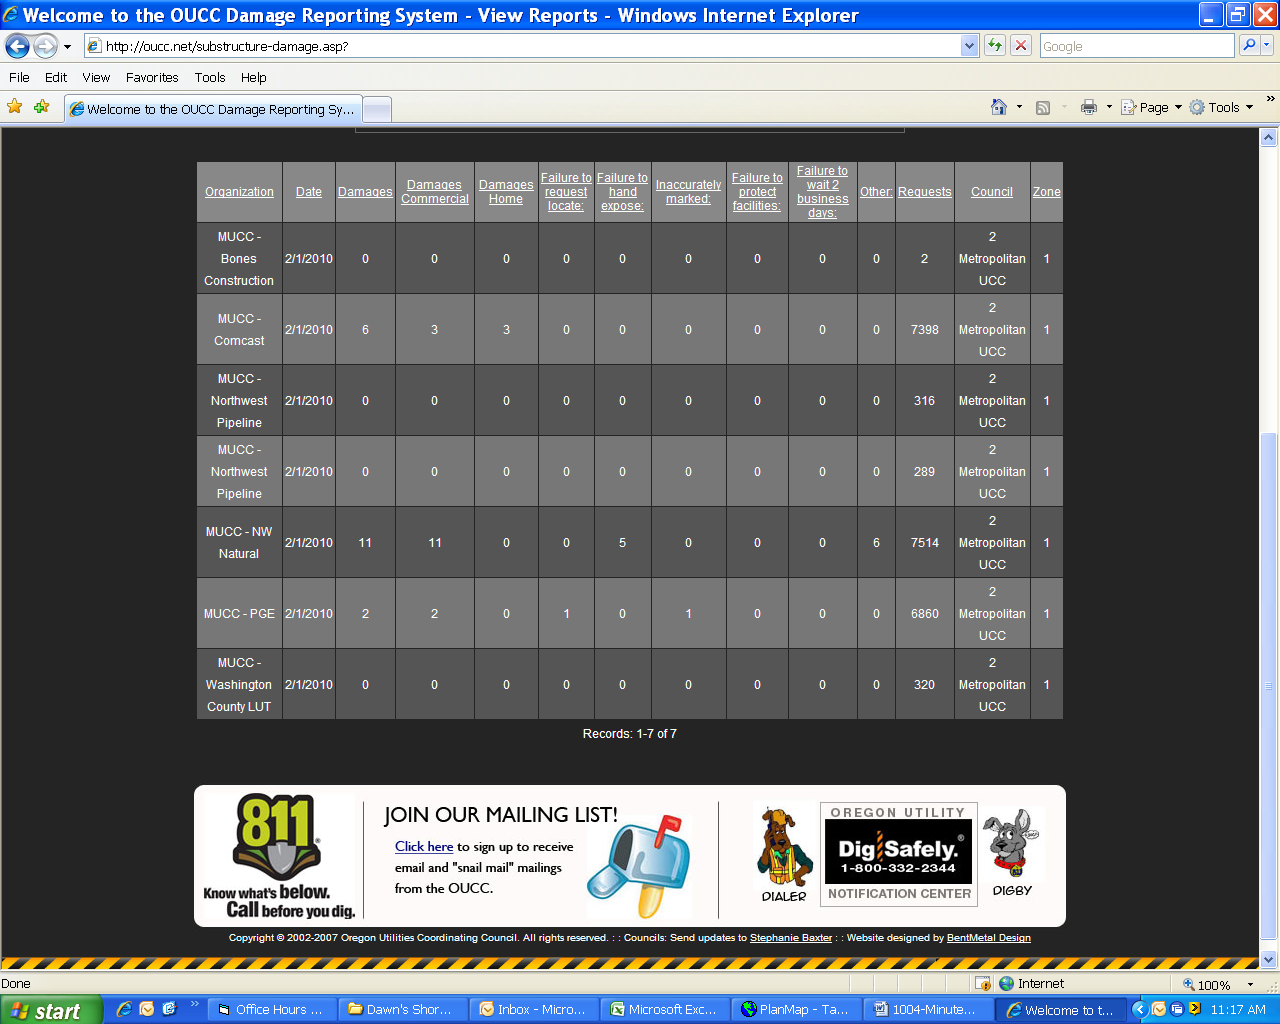 Welcome to the OUCC Damage Reporting System - View Reports - Windows Internet Explorer
http://oucc.net/substructure-damage.asp?
Google
File Edit View Favorites Tools Help
Welcome to the OUCC Damage Reporting Sy...
Page Tools »
Organization Date Damages Damages Commercial Damages Home Failure to request locate: Failure to hand expose: Inaccurately marked: Failure to protect facilities: Failure to wait 2 business days: Other: Requests Council Zone
MUCC - Bones Construction 2/1/2010 0 0 0 0 0 0 0 0 0 2 2 Metropolitan UCC 1
MUCC - Comcast 2/1/2010 6 3 3 0 0 0 0 0 0 7398 2 Metropolitan UCC 1
MUCC - Northwest Pipeline 2/1/2010 0 0 0 0 0 0 0 0 0 316 2 Metropolitan UCC 1
MUCC - Northwest Pipeline 2/1/2010 0 0 0 0 0 0 0 0 0 289 2 Metropolitan UCC 1
MUCC - NW Natural 2/1/2010 11 11 0 0 5 0 0 0 6 7514 2 Metropolitan UCC 1
MUCC - PGE 2/1/2010 2 2 0 1 0 1 0 0 0 6860 2 Metropolitan UCC 1
MUCC - Washington County LUT 2/1/2010 0 0 0 0 0 0 0 0 0 320 2 Metropolitan UCC 1
Records: 1-7 of 7
811®
Know what's below.
Call before you dig.
JOIN OUR MAILING LIST!
Click here to sign up to receive
email and "snail mail" mailings
from the OUCC.
DIALER
OREGON UTILITY
Dig Safely.®
1-800-332-2344
NOTIFICATION CENTER
DIGBY
Copyright © 2002-2007 Oregon Utilities Coordinating Council. All rights reserved. : : Councils: Send updates to Stephanie Baxter : : Website designed by BentMetal Design
Done Internet 100%
start » Office Hours ... Dawn's Shor... Inbox - Micro... Microsoft Exc... PlanMap - Ta... 1004-Minute... Welcome to t... 11:17 AM